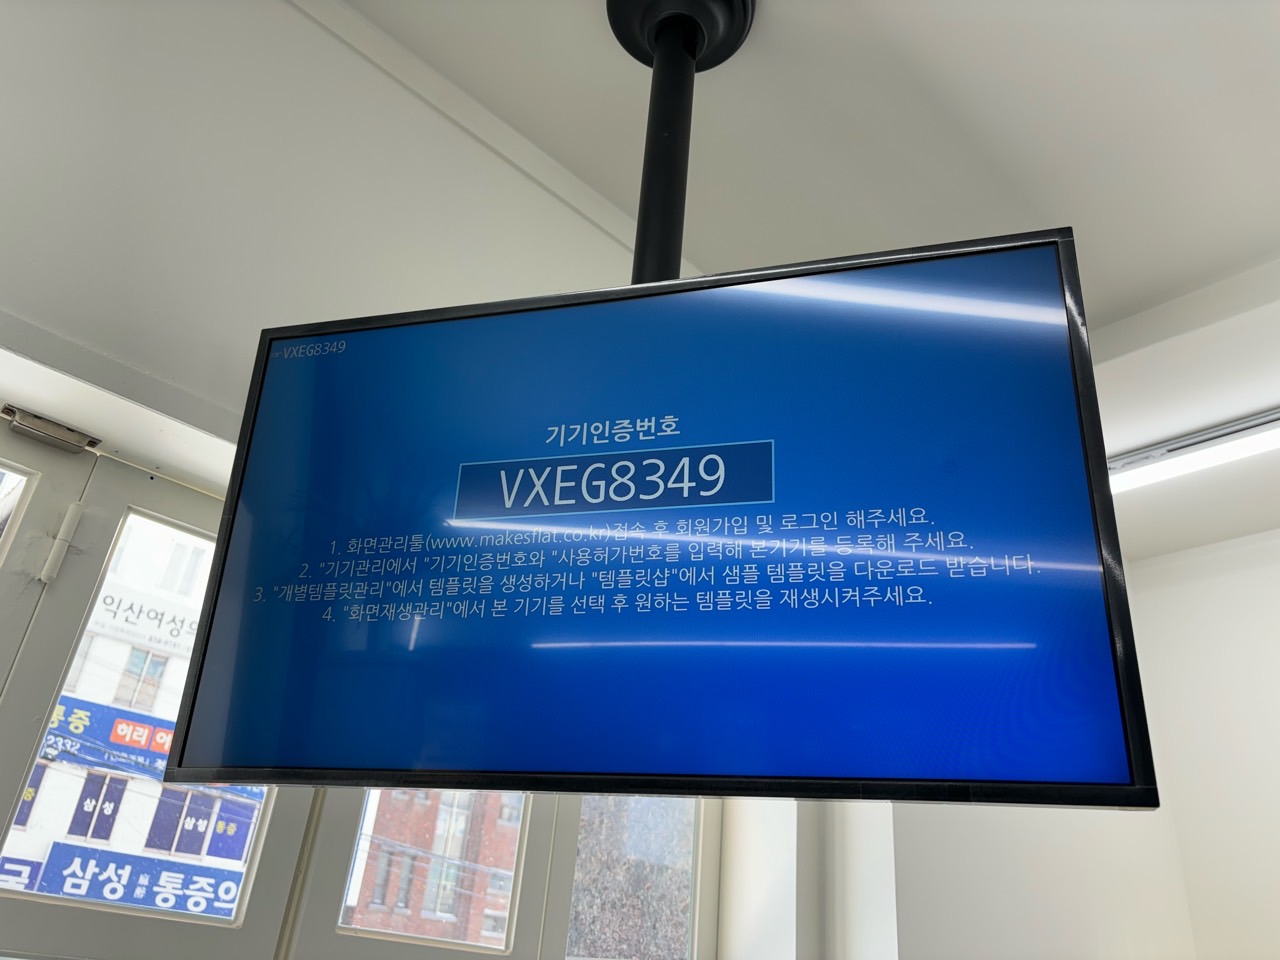 VXEG8349
기기인증번호
VXEG8349
1. 화면관리툴(www.makesflat.co.kr)접속 후 회원가입 및 로그인 해주세요.
2. "기기관리에서 "기기인증번호와 "사용허가번호를 입력해 본기기를 등록해 주세요.
3. "개별템플릿관리"에서 템플릿을 생성하거나 "템플릿샵"에서 샘플 템플릿을 다운로드 받습니다.
4. "화면재생관리"에서 본 기기를 선택 후 원하는 템플릿을 재생시켜주세요.
익산여성의
통증
허리
2332
삼성
삼성 통증
삼성 통증의